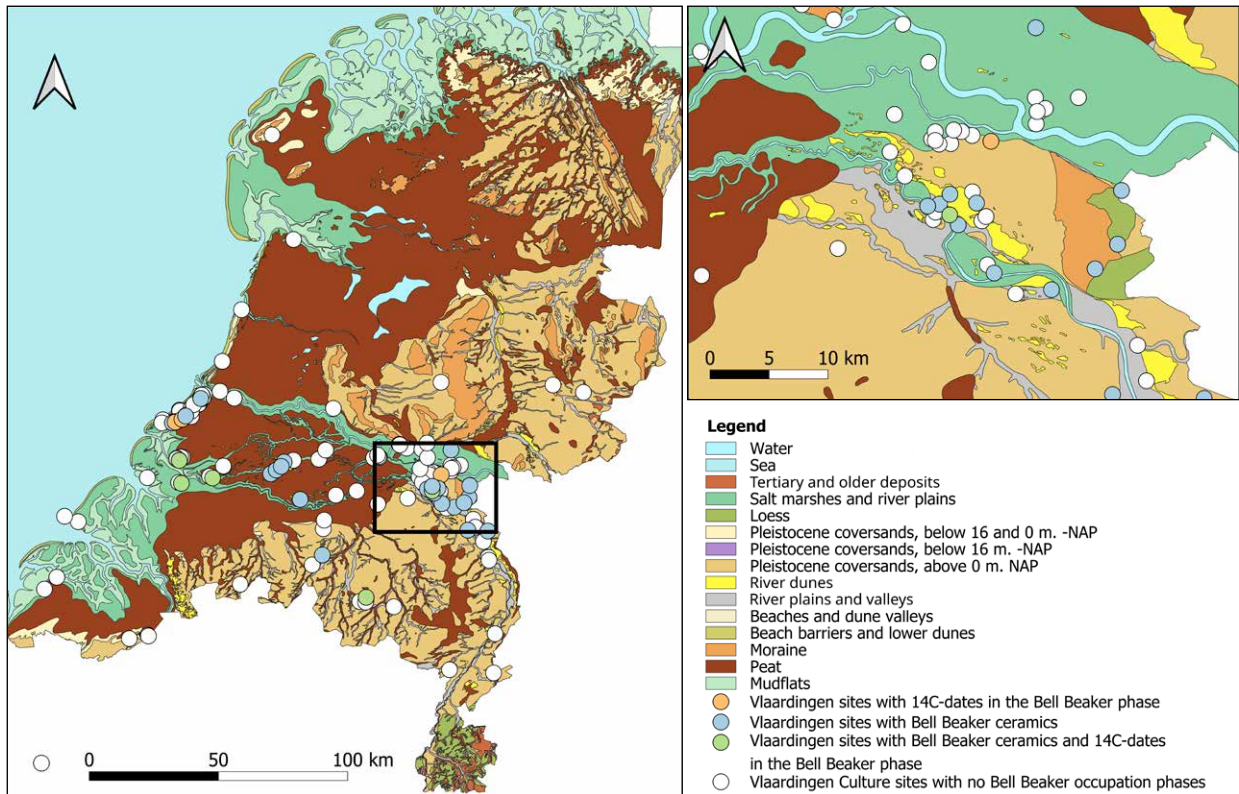 0 50 100 km
0 5 10 km
Legend
Water
Sea
Tertiary and older deposits
Salt marshes and river plains
Loess
Pleistocene coversands, below 16 and 0 m. -NAP
Pleistocene coversands, below 16 m. -NAP
Pleistocene coversands, above 0 m. NAP
River dunes
River plains and valleys
Beaches and dune valleys
Beach barriers and lower dunes
Moraine
Peat
Mudflats
Vlaardingen sites with 14C-dates in the Bell Beaker phase
Vlaardingen sites with Bell Beaker ceramics
Vlaardingen sites with Bell Beaker ceramics and 14C-dates
in the Bell Beaker phase
Vlaardingen Culture sites with no Bell Beaker occupation phases